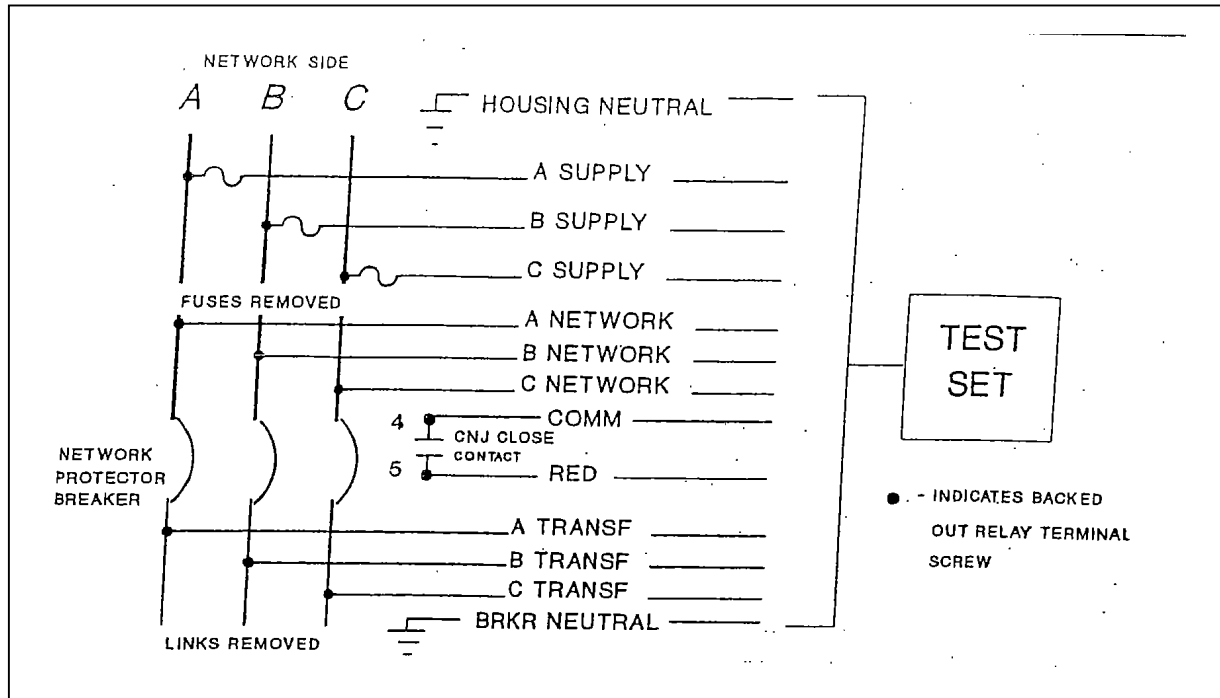 NETWORK SIDE
A B C
HOUSING NEUTRAL
A SUPPLY
B SUPPLY
C SUPPLY
FUSES REMOVED
A NETWORK
B NETWORK
C NETWORK
4
COMM
CNJ CLOSE
CONTACT
5
RED
NETWORK
PROTECTOR
BREAKER
A TRANSF
B TRANSF
C TRANSF
BRKR NEUTRAL
LINKS REMOVED
TEST
SET
● - INDICATES BACKED
OUT RELAY TERMINAL
SCREW